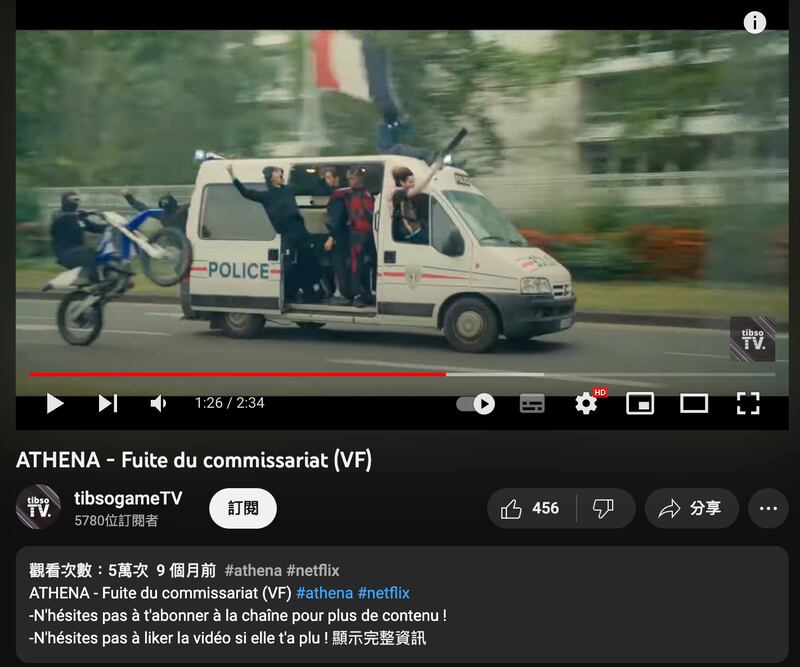 POLICE
tibso
TV.
HD
1:26 / 2:34
ATHENA - Fuite du commissariat (VF)
tibso
TV.
tibsogameTV
5780位訂閱者
訂閱
456
分享
觀看次數：5萬次 9 個月前 #athena #netflix
ATHENA - Fuite du commissariat (VF) #athena #netflix
-N'hésites pas à t'abonner à la chaîne pour plus de contenu !
-N'hésites pas à liker la vidéo si elle t'a plu ! 顯示完整資訊